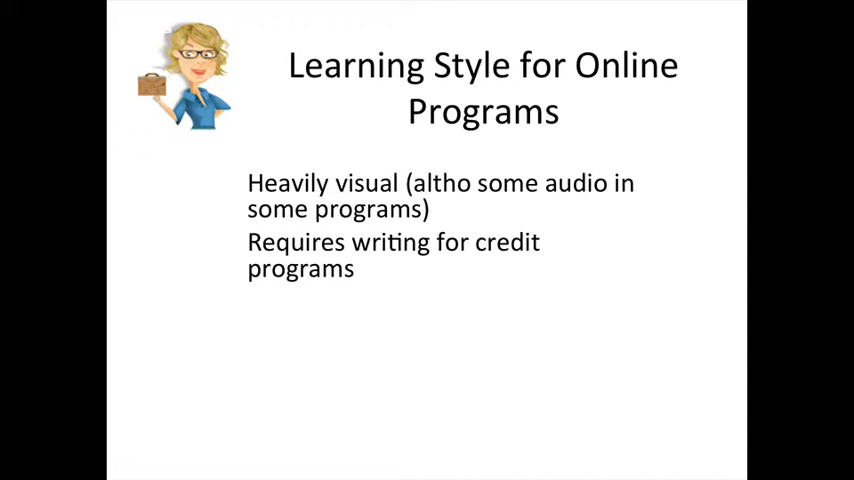 Learning Style for Online
Programs
Heavily visual (altho some audio in
some programs)
Requires writing for credit
programs